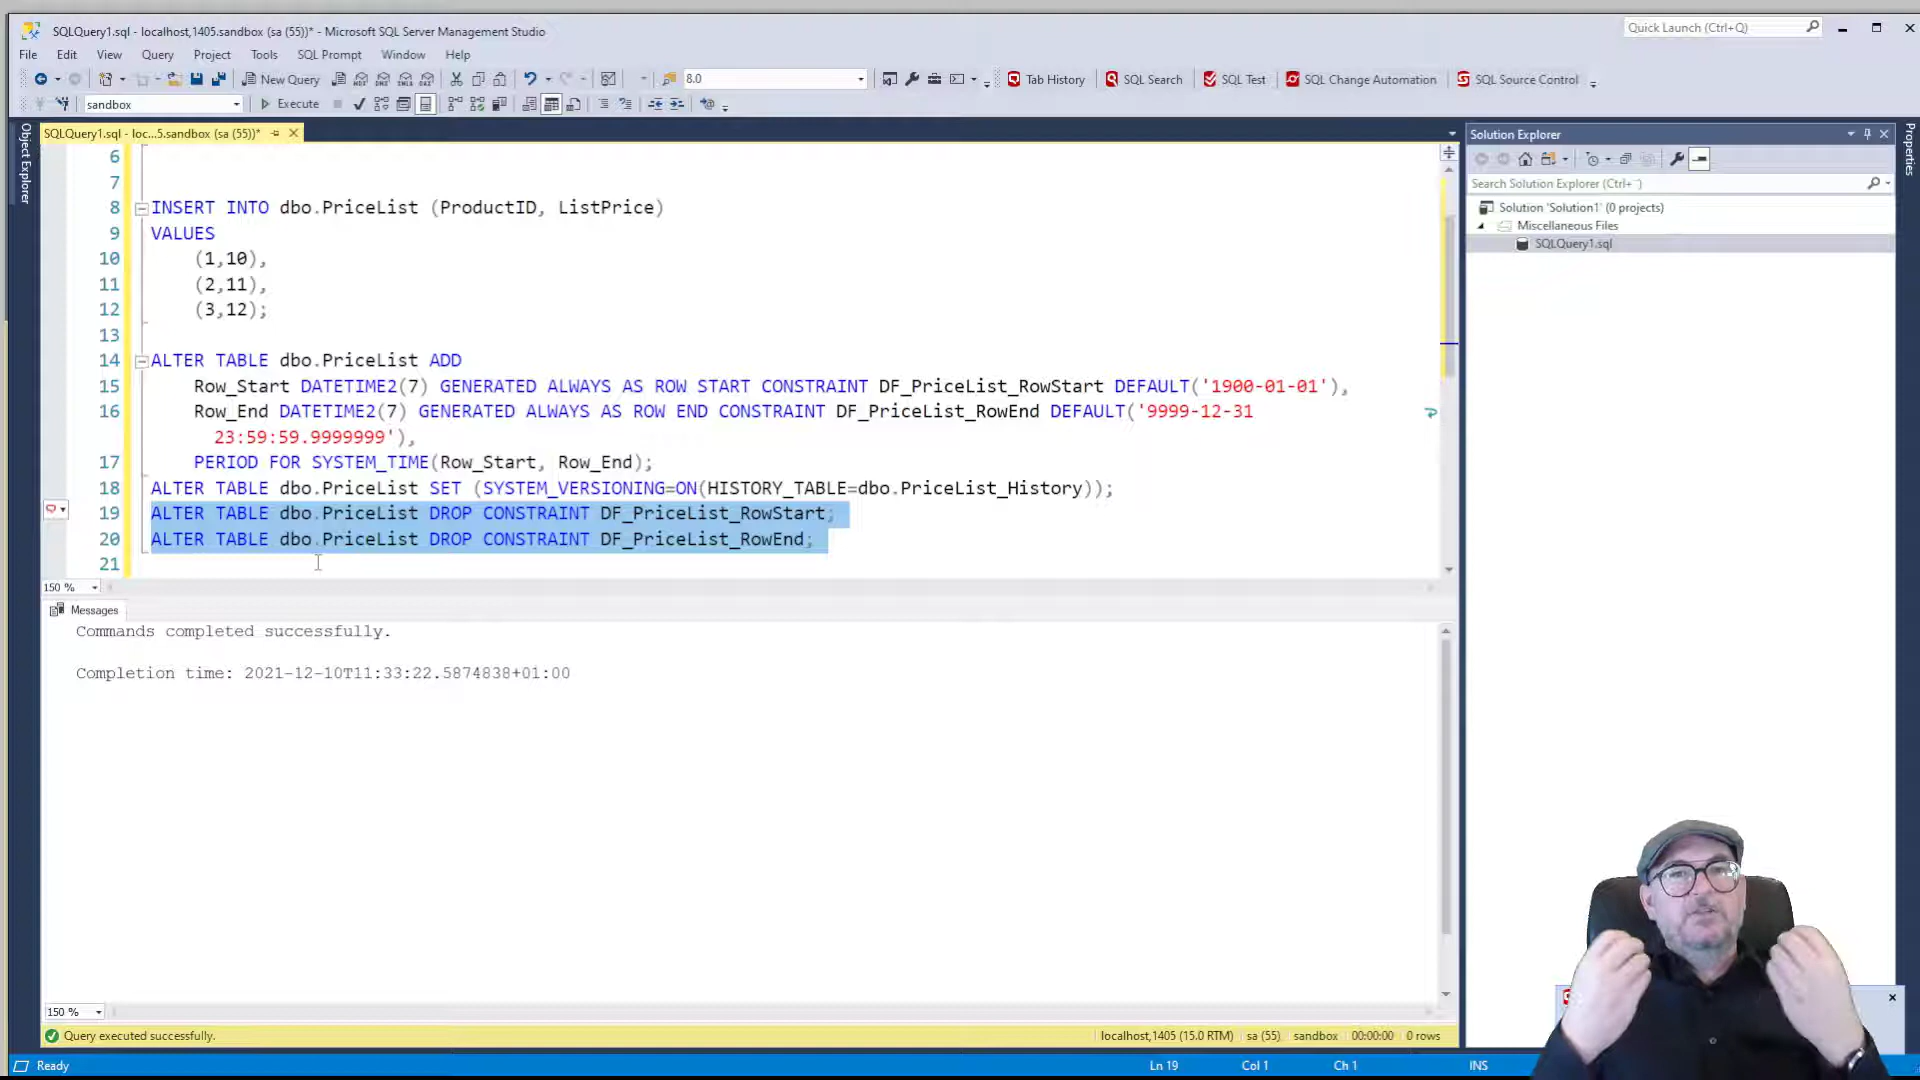 SQLQuery1.sql - localhost,1405.sandbox (sa (55))* - Microsoft SQL Server Management Studio
Quick Launch (Ctrl+Q)
File Edit View Query Project Tools SQL Prompt Window Help
New Query
8.0
Tab History
SQL Search
SQL Test
SQL Change Automation
SQL Source Control
sandbox
Execute
Object Explorer
SQLQuery1.sql - loc...5.sandbox (sa (55))*
6
7
8 INSERT INTO dbo.PriceList (ProductID, ListPrice)
9 VALUES
10 (1,10),
11 (2,11),
12 (3,12);
13
14 ALTER TABLE dbo.PriceList ADD
15 Row_Start DATETIME2(7) GENERATED ALWAYS AS ROW START CONSTRAINT DF_PriceList_RowStart DEFAULT('1900-01-01'),
16 Row_End DATETIME2(7) GENERATED ALWAYS AS ROW END CONSTRAINT DF_PriceList_RowEnd DEFAULT('9999-12-31
23:59:59.9999999'),
17 PERIOD FOR SYSTEM_TIME(Row_Start, Row_End);
18 ALTER TABLE dbo.PriceList SET (SYSTEM_VERSIONING=ON(HISTORY_TABLE=dbo.PriceList_History));
19 ALTER TABLE dbo.PriceList DROP CONSTRAINT DF_PriceList_RowStart;
20 ALTER TABLE dbo.PriceList DROP CONSTRAINT DF_PriceList_RowEnd;
21
150 %
Messages
Commands completed successfully.
Completion time: 2021-12-10T11:33:22.5874838+01:00
150 %
Query executed successfully.
localhost,1405 (15.0 RTM)
sa (55)
sandbox
00:00:00
0 rows
Solution Explorer
Search Solution Explorer (Ctrl+¨)
Solution 'Solution1' (0 projects)
Miscellaneous Files
SQLQuery1.sql
Properties
Ready
Ln 19
Col 1
Ch 1
INS